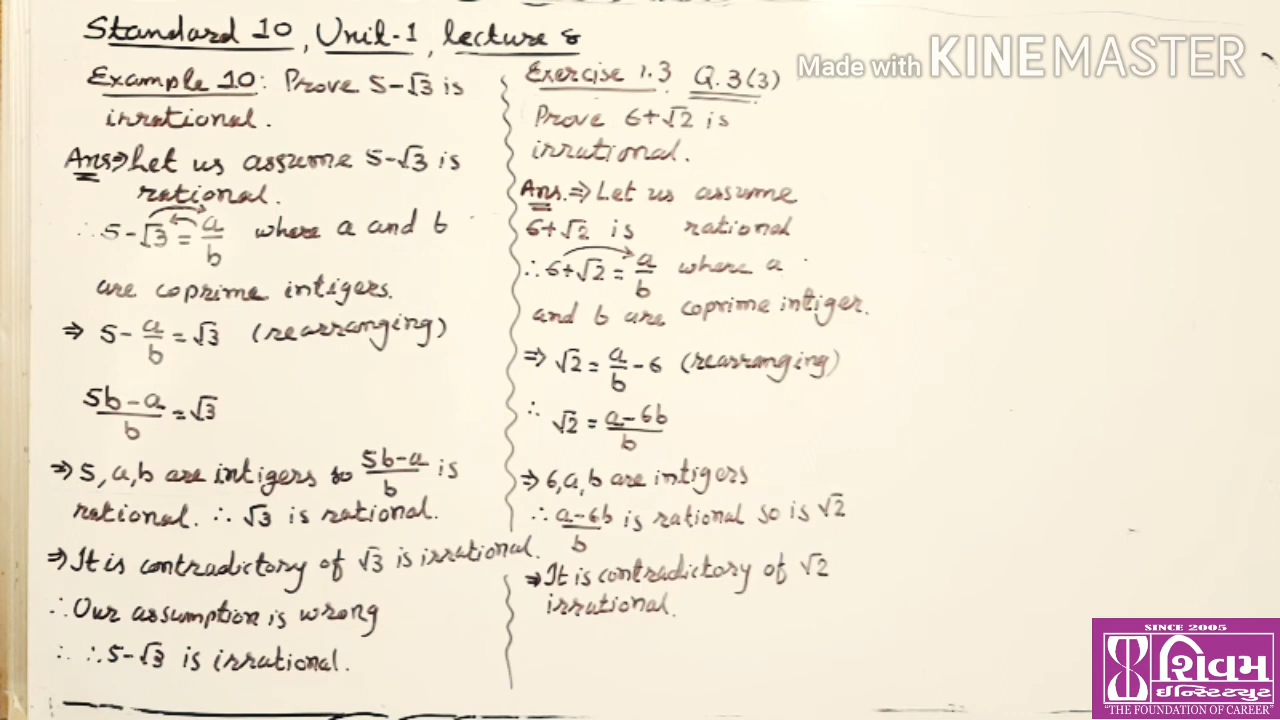 Standard 10, Unit-1, lecture 8
Example 10: Prove 5-√3 is
irrational.
Ans⇒ Let us assume 5-√3 is
rational.
∴ 5-√3 = a/b where a and b
are coprime intigers.
⇒ 5 - a/b = √3 (rearranging)
5b-a/b = √3
⇒ 5, a, b are intigers so 5b-a/b is
rational. ∴ √3 is rational.
⇒ It is contradictory of √3 is irrational.
∴ Our assumption is wrong
∴ ∴ 5-√3 is irrational.
Exercise 1.3 Q.3(3)
Prove 6+√2 is
irrational.
Ans.⇒ Let us assume
6+√2 is rational
∴ 6+√2 = a/b where a
and b are coprime intiger.
⇒ √2 = a/b - 6 (rearranging)
∴ √2 = a-6b/b
⇒ 6, a, b are intigers
∴ a-6b/b is rational so is √2
⇒ It is contradictory of √2
irrational.
Made with KINEMASTER
SINCE 2005
શિવમ
ઇન્સ્ટિટ્યુટ
"THE FOUNDATION OF CAREER"